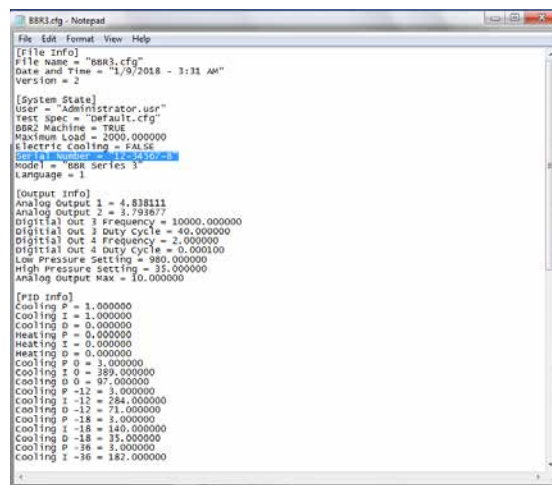 BBR3.cfg - Notepad
File Edit Format View Help
[File Info]
File Name = "BBR3.cfg"
Date and Time = "1/9/2018 - 3:31 AM"
Version = 2
[System State]
User = "Administrator.usr"
Test Spec = "Default.cfg"
BBR2 Machine = TRUE
Maximum Load = 2000.000000
Electric Cooling = FALSE
Serial Number = "12-34567-8"
Model = "BBR Series 3"
Language = 1
[Output Info]
Analog Output 1 = 4.838111
Analog Output 2 = 3.793677
Digitial Out 3 Frequency = 10000.000000
Digitial Out 3 Duty Cycle = 40.000000
Digitial Out 4 Frequency = 2.000000
Digitial Out 4 Duty Cycle = 0.000100
Low Pressure Setting = 980.000000
High Pressure Setting = 35.000000
Analog Output Max = 10.000000
[PID Info]
Cooling P = 1.000000
Cooling I = 1.000000
Cooling D = 0.000000
Heating P = 0.000000
Heating I = 0.000000
Heating D = 0.000000
Cooling P 0 = 3.000000
Cooling I 0 = 389.000000
Cooling D 0 = 97.000000
Cooling P -12 = 3.000000
Cooling I -12 = 284.000000
Cooling D -12 = 71.000000
Cooling P -18 = 3.000000
Cooling I -18 = 140.000000
Cooling D -18 = 35.000000
Cooling P -36 = 3.000000
Cooling I -36 = 182.000000